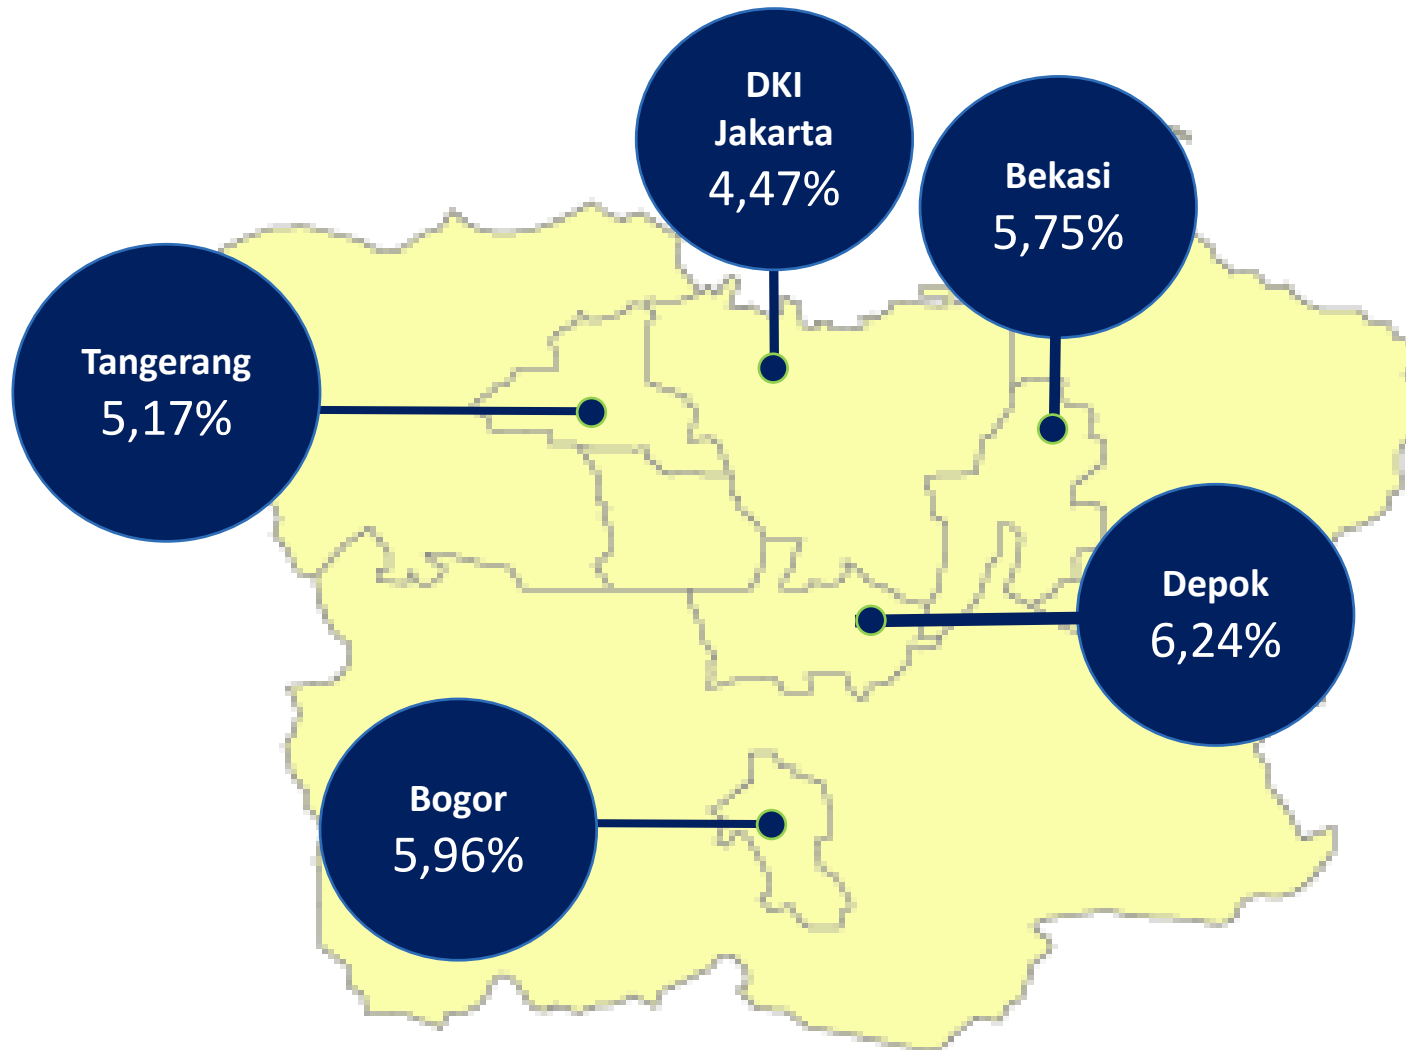 DKI
Jakarta
4,47%
Bekasi
5,75%
Tangerang
5,17%
Depok
6,24%
Bogor
5,96%